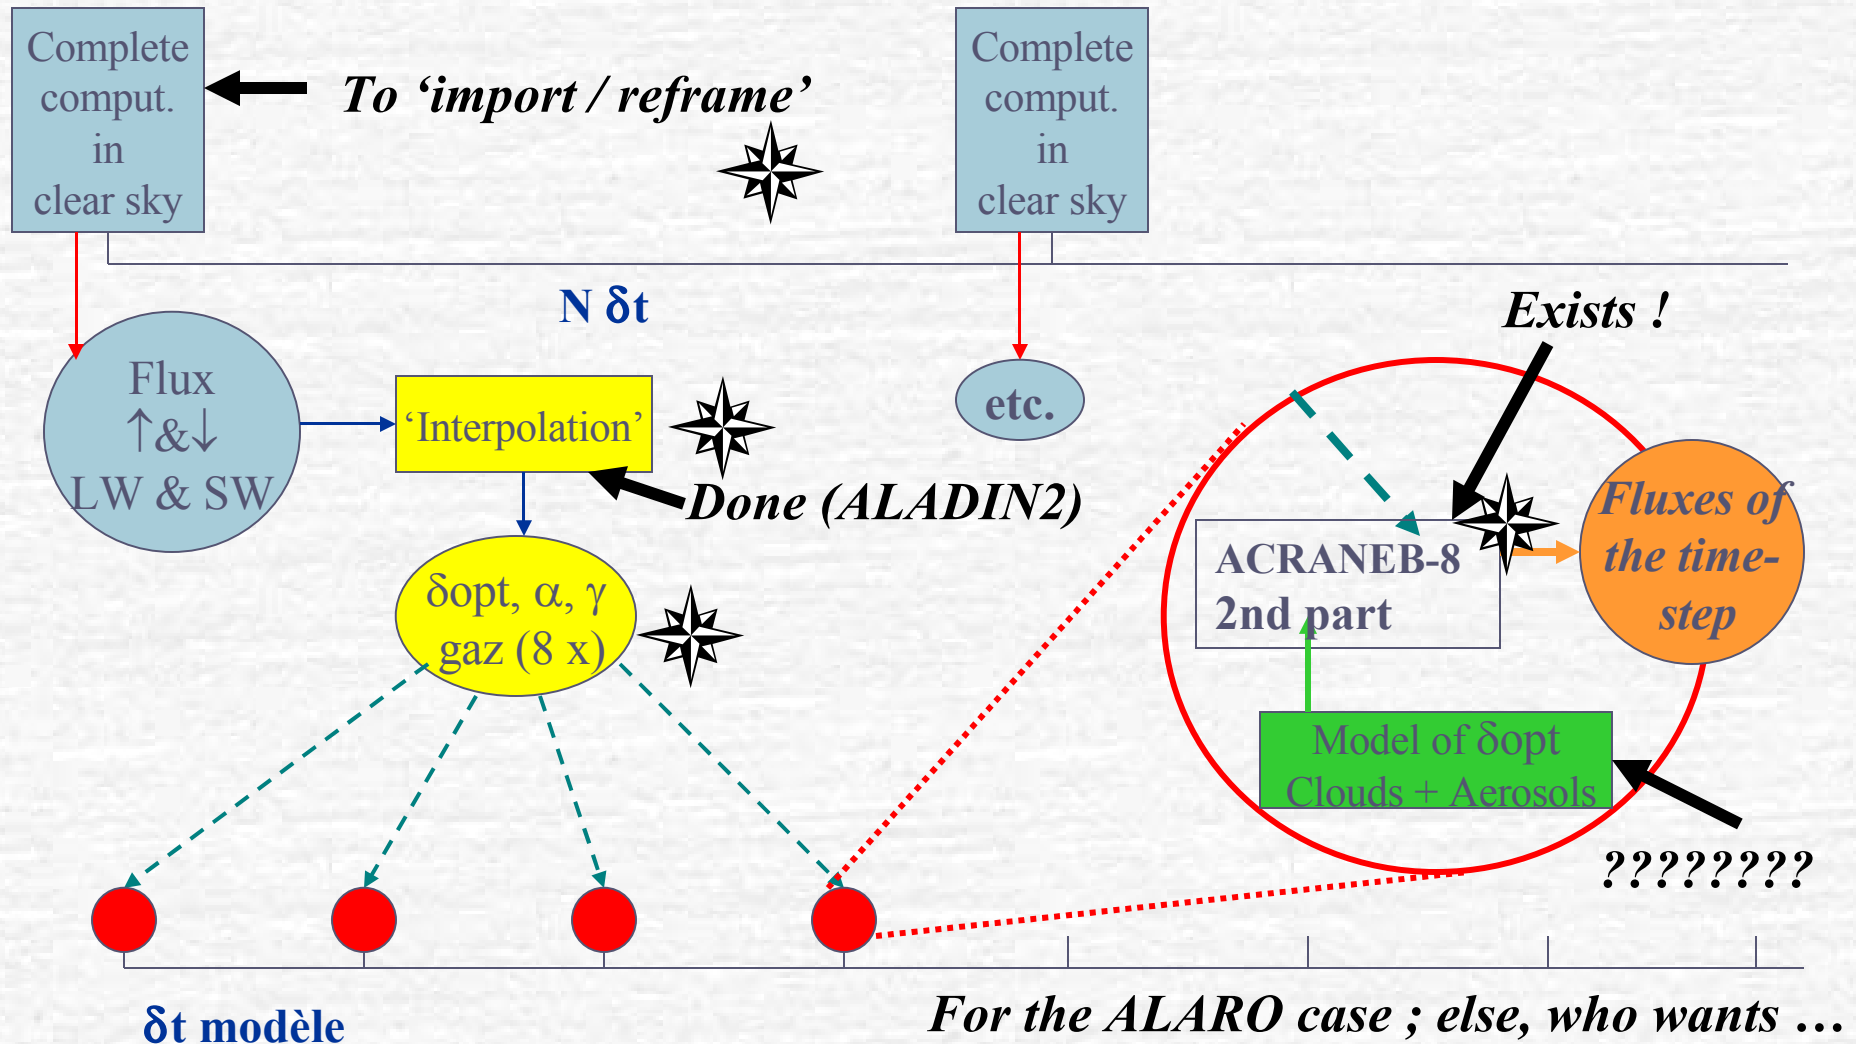 Complete
comput.
in
clear sky
To ‘import / reframe’
Complete
comput.
in
clear sky
N δt
Exists !
Flux
↑&↓
LW & SW
‘Interpolation’
etc.
Done (ALADIN2)
Fluxes of
the time-
step
ACRANEB-8
2nd part
δopt, α, γ
gaz (8 x)
Model of δopt
Clouds + Aerosols
????????
δt modèle
For the ALARO case ; else, who wants …